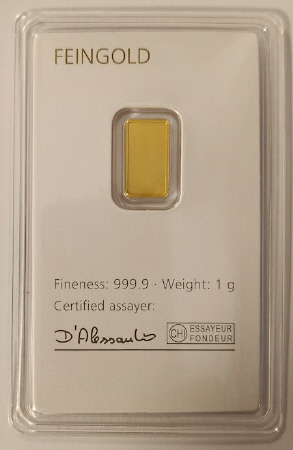 FEINGOLD
Fineness: 999.9 · Weight: 1 g
Certified assayer:
D'Alessandro
CH ESSAYEUR
FONDEUR